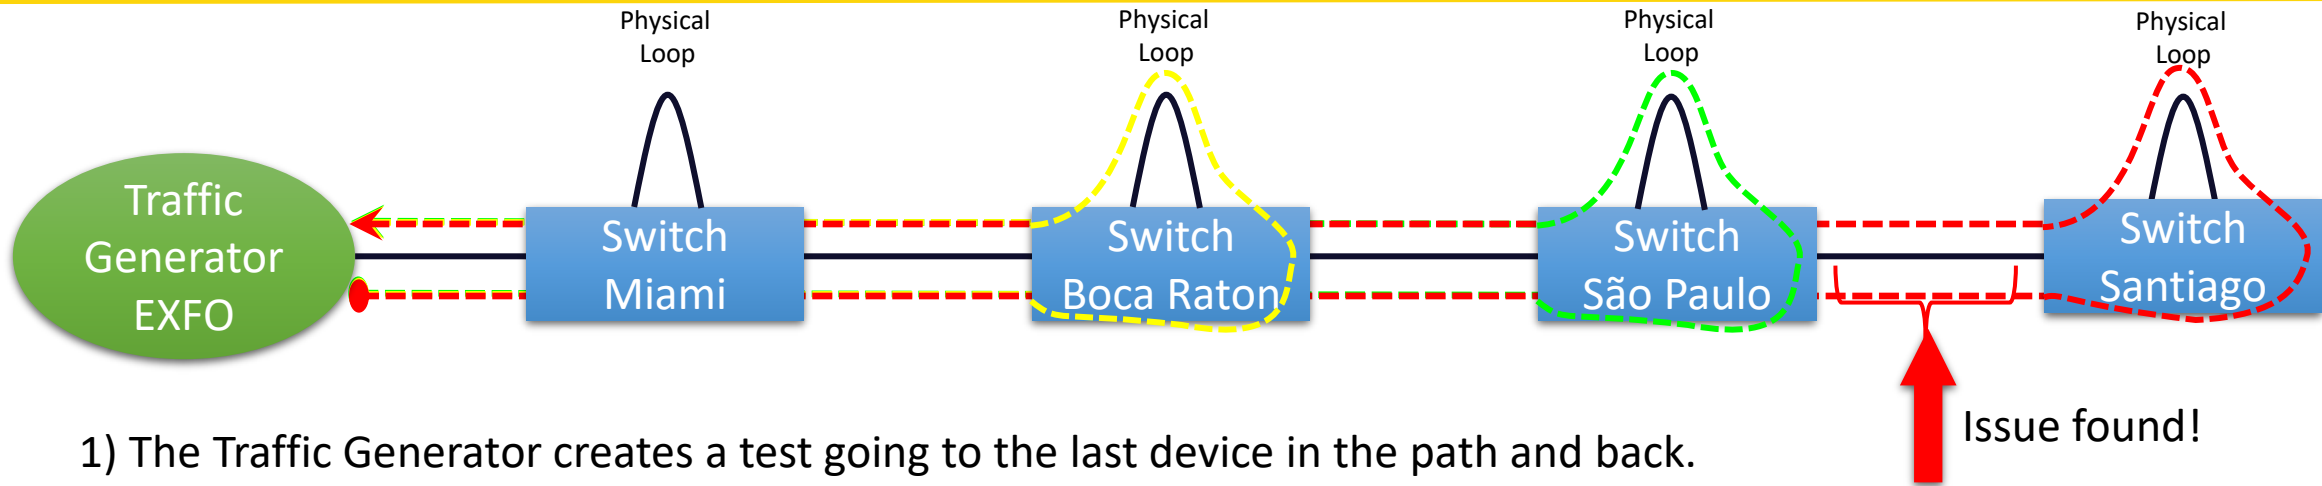 Physical
Loop
Physical
Loop
Physical
Loop
Physical
Loop
Traffic
Generator
EXFO
Switch
Miami
Switch
Boca Raton
Switch
São Paulo
Switch
Santiago
Issue found!
1) The Traffic Generator creates a test going to the last device in the path and back.